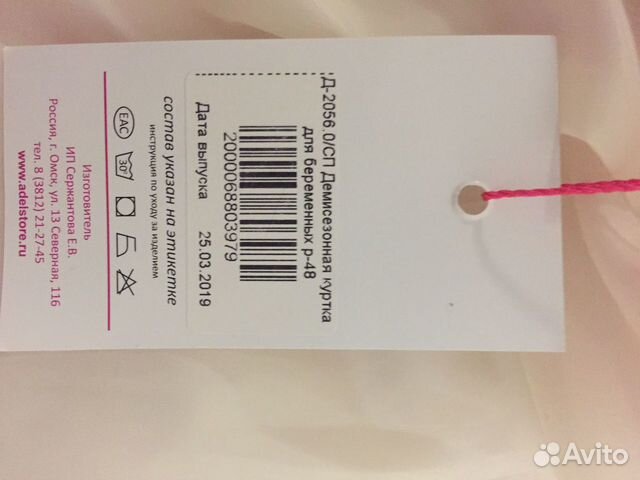 Д-2056.0/СП Демисезонная куртка
для беременных р-48
2000068803979
Дата выпуска 25.03.2019
состав указан на этикетке
инструкция по уходу за изделием
EAC 30°
Изготовитель
ИП Сержантова Е.В.
Россия, г. Омск, ул. 13 Северная, 116
тел. 8 (3812) 21-27-45
www.adelstore.ru
Avito